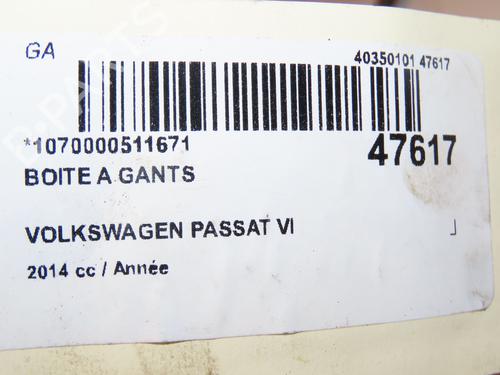 GA
40350101 47617
*1070000511671
47617
BOITE A GANTS
VOLKSWAGEN PASSAT VI
2014 cc / Année